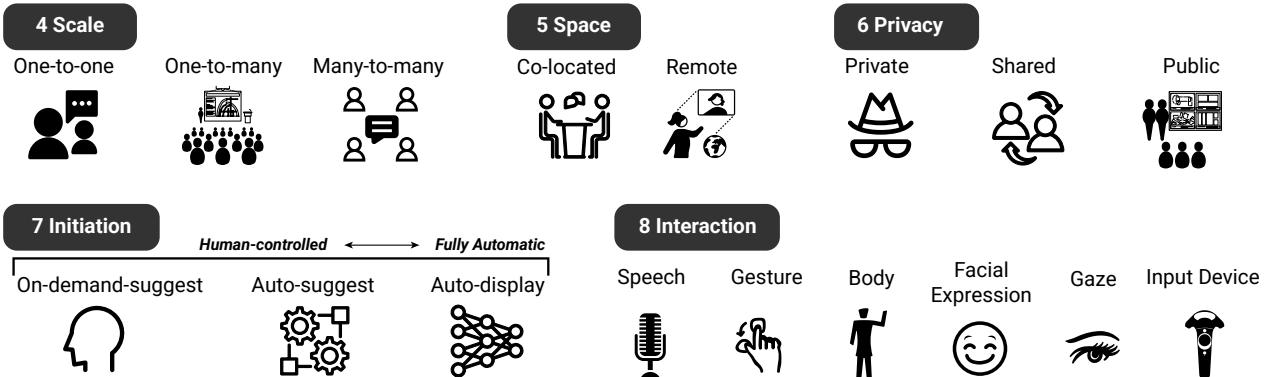 4 Scale
One-to-one
One-to-many
Many-to-many
5 Space
Co-located
Remote
6 Privacy
Private
Shared
Public
7 Initiation
Human-controlled
Fully Automatic
On-demand-suggest
Auto-suggest
Auto-display
8 Interaction
Speech
Gesture
Body
Facial
Expression
Gaze
Input Device